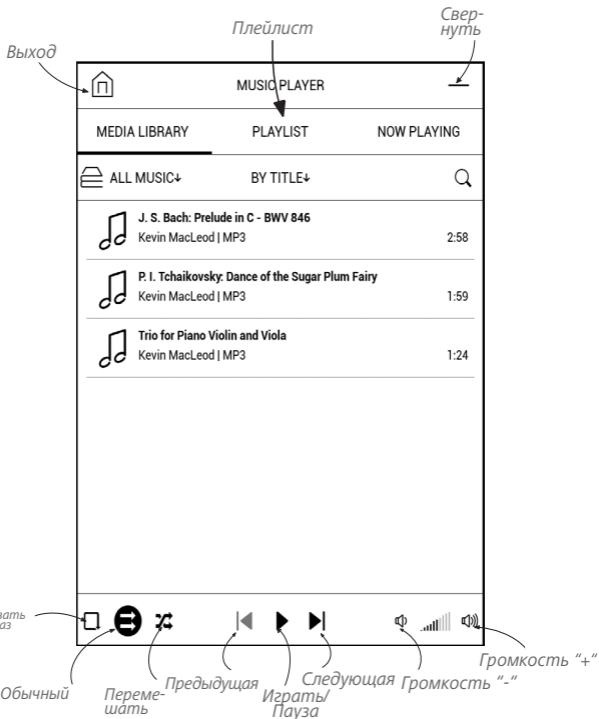 Свер-
нуть
Плейлист
Выход
MUSIC PLAYER
MEDIA LIBRARY PLAYLIST NOW PLAYING
ALL MUSIC↓ BY TITLE↓
J. S. Bach: Prelude in C - BWV 846
Kevin MacLeod | MP3 2:58
P. I. Tchaikovsky: Dance of the Sugar Plum Fairy
Kevin MacLeod | MP3 1:59
Trio for Piano Violin and Viola
Kevin MacLeod | MP3 1:24
Обычный
Переме-
шать
Предыдущая
Играть/
Пауза
Следующая
Громкость "-"
Громкость "+"